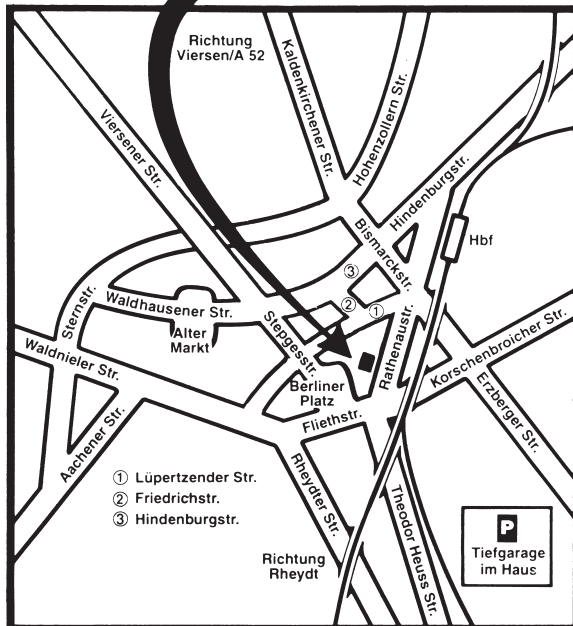 Richtung
Viersen/A 52
Kaldenkirchener Str.
Hohenzollern Str.
Viersener Str.
Hindenburgstr.
Bismarckstr.
Hbf
③
②
①
Sternstr.
Waldhausener Str.
Alter
Markt
Stepgesstr.
Rathenaustr.
Korschenbroicher Str.
Waldnieler Str.
Berliner
Platz
Fliethstr.
Erzberger Str.
Aachener Str.
① Lüpertzender Str.
② Friedrichstr.
③ Hindenburgstr.
Rheydter Str.
Theodor Heuss Str.
Richtung
Rheydt
P
Tiefgarage
im Haus